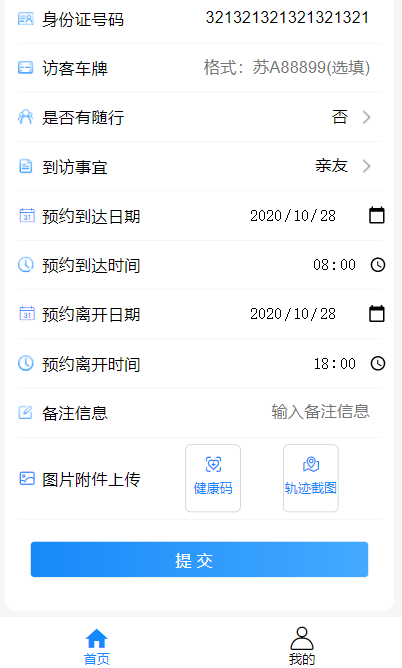 身份证号码 321321321321321321
访客车牌 格式：苏A88899(选填)
是否有随行 否
到访事宜 亲友
预约到达日期 2020/10/28
预约到达时间 08:00
预约离开日期 2020/10/28
预约离开时间 18:00
备注信息 输入备注信息
图片附件上传 健康码 轨迹截图
提 交
首页 我的